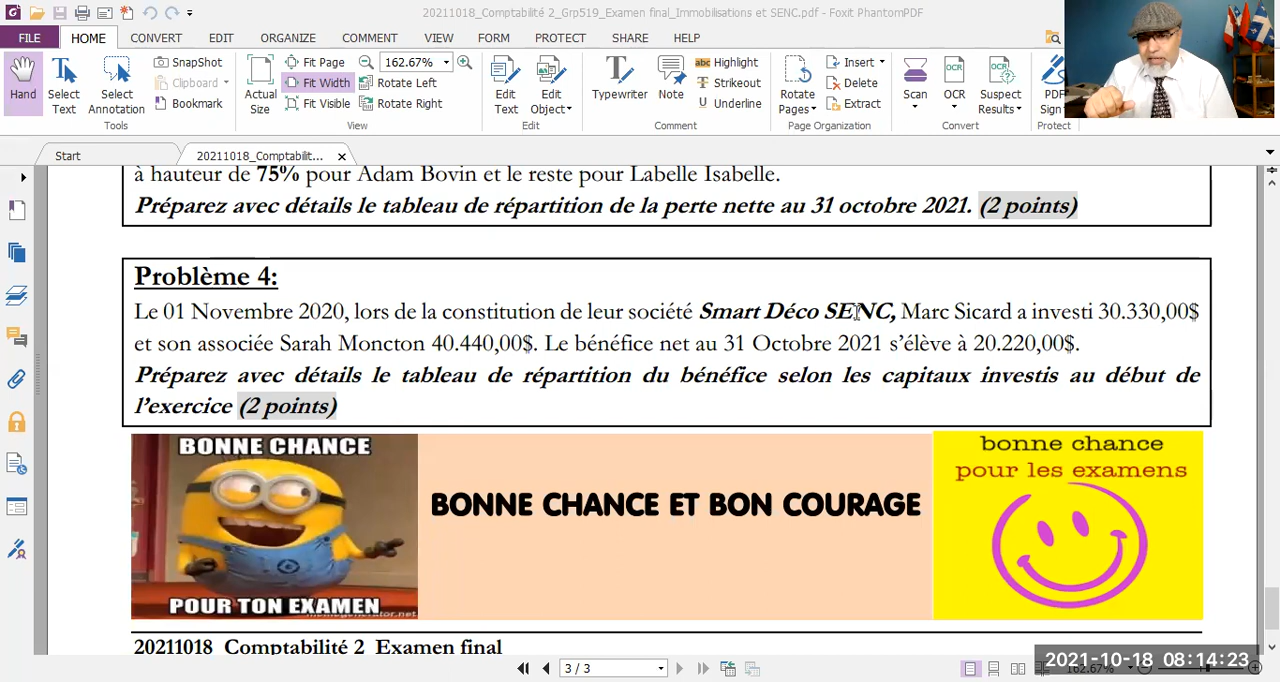 20211018_Comptabilité 2_Grp519_Examen final_Immobilisations et SENC.pdf - Foxit PhantomPDF
FILE HOME CONVERT EDIT ORGANIZE COMMENT VIEW FORM PROTECT SHARE HELP
SnapShot Fit Page 162.67% Rotate Left Rotate Right abc Highlight Insert
Clipboard Fit Width Strikeout Delete
Bookmark Fit Visible Underline Extract
Hand Select Text Select Annotation Actual Size Edit Text Edit Object Typewriter Note Rotate Pages Scan OCR OCR Suspect Results PDF Sign
Tools View Edit Comment Page Organization Convert Protect
Start 20211018_Comptabilit...
à hauteur de 75% pour Adam Bovin et le reste pour Labelle Isabelle.
Préparez avec détails le tableau de répartition de la perte nette au 31 octobre 2021. (2 points)
Problème 4:
Le 01 Novembre 2020, lors de la constitution de leur société Smart Déco SENC, Marc Sicard a investi 30.330,00$
et son associée Sarah Moncton 40.440,00$. Le bénéfice net au 31 Octobre 2021 s'élève à 20.220,00$.
Préparez avec détails le tableau de répartition du bénéfice selon les capitaux investis au début de
l'exercice (2 points)
BONNE CHANCE
POUR TON EXAMEN
memegenerator.net
BONNE CHANCE ET BON COURAGE
bonne chance
pour les examens
20211018 Comptabilité 2 Examen final
3 / 3
162.67%
2021-10-18 08:14:23